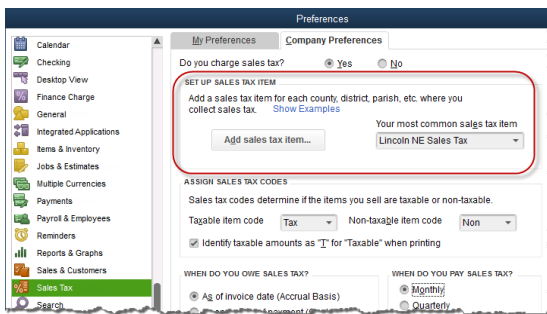 Preferences
Calendar
Checking
Desktop View
Finance Charge
General
Integrated Applications
Items & Inventory
Jobs & Estimates
Multiple Currencies
Payments
Payroll & Employees
Reminders
Reports & Graphs
Sales & Customers
Sales Tax
Search
My Preferences Company Preferences
Do you charge sales tax? Yes No
SET UP SALES TAX ITEM
Add a sales tax item for each county, district, parish, etc. where you
collect sales tax. Show Examples
Your most common sales tax item
Add sales tax item... Lincoln NE Sales Tax
ASSIGN SALES TAX CODES
Sales tax codes determine if the items you sell are taxable or non-taxable.
Taxable item code Tax Non-taxable item code Non
Identify taxable amounts as "T" for "Taxable" when printing
WHEN DO YOU OWE SALES TAX? WHEN DO YOU PAY SALES TAX?
As of invoice date (Accrual Basis) Monthly
Quarterly